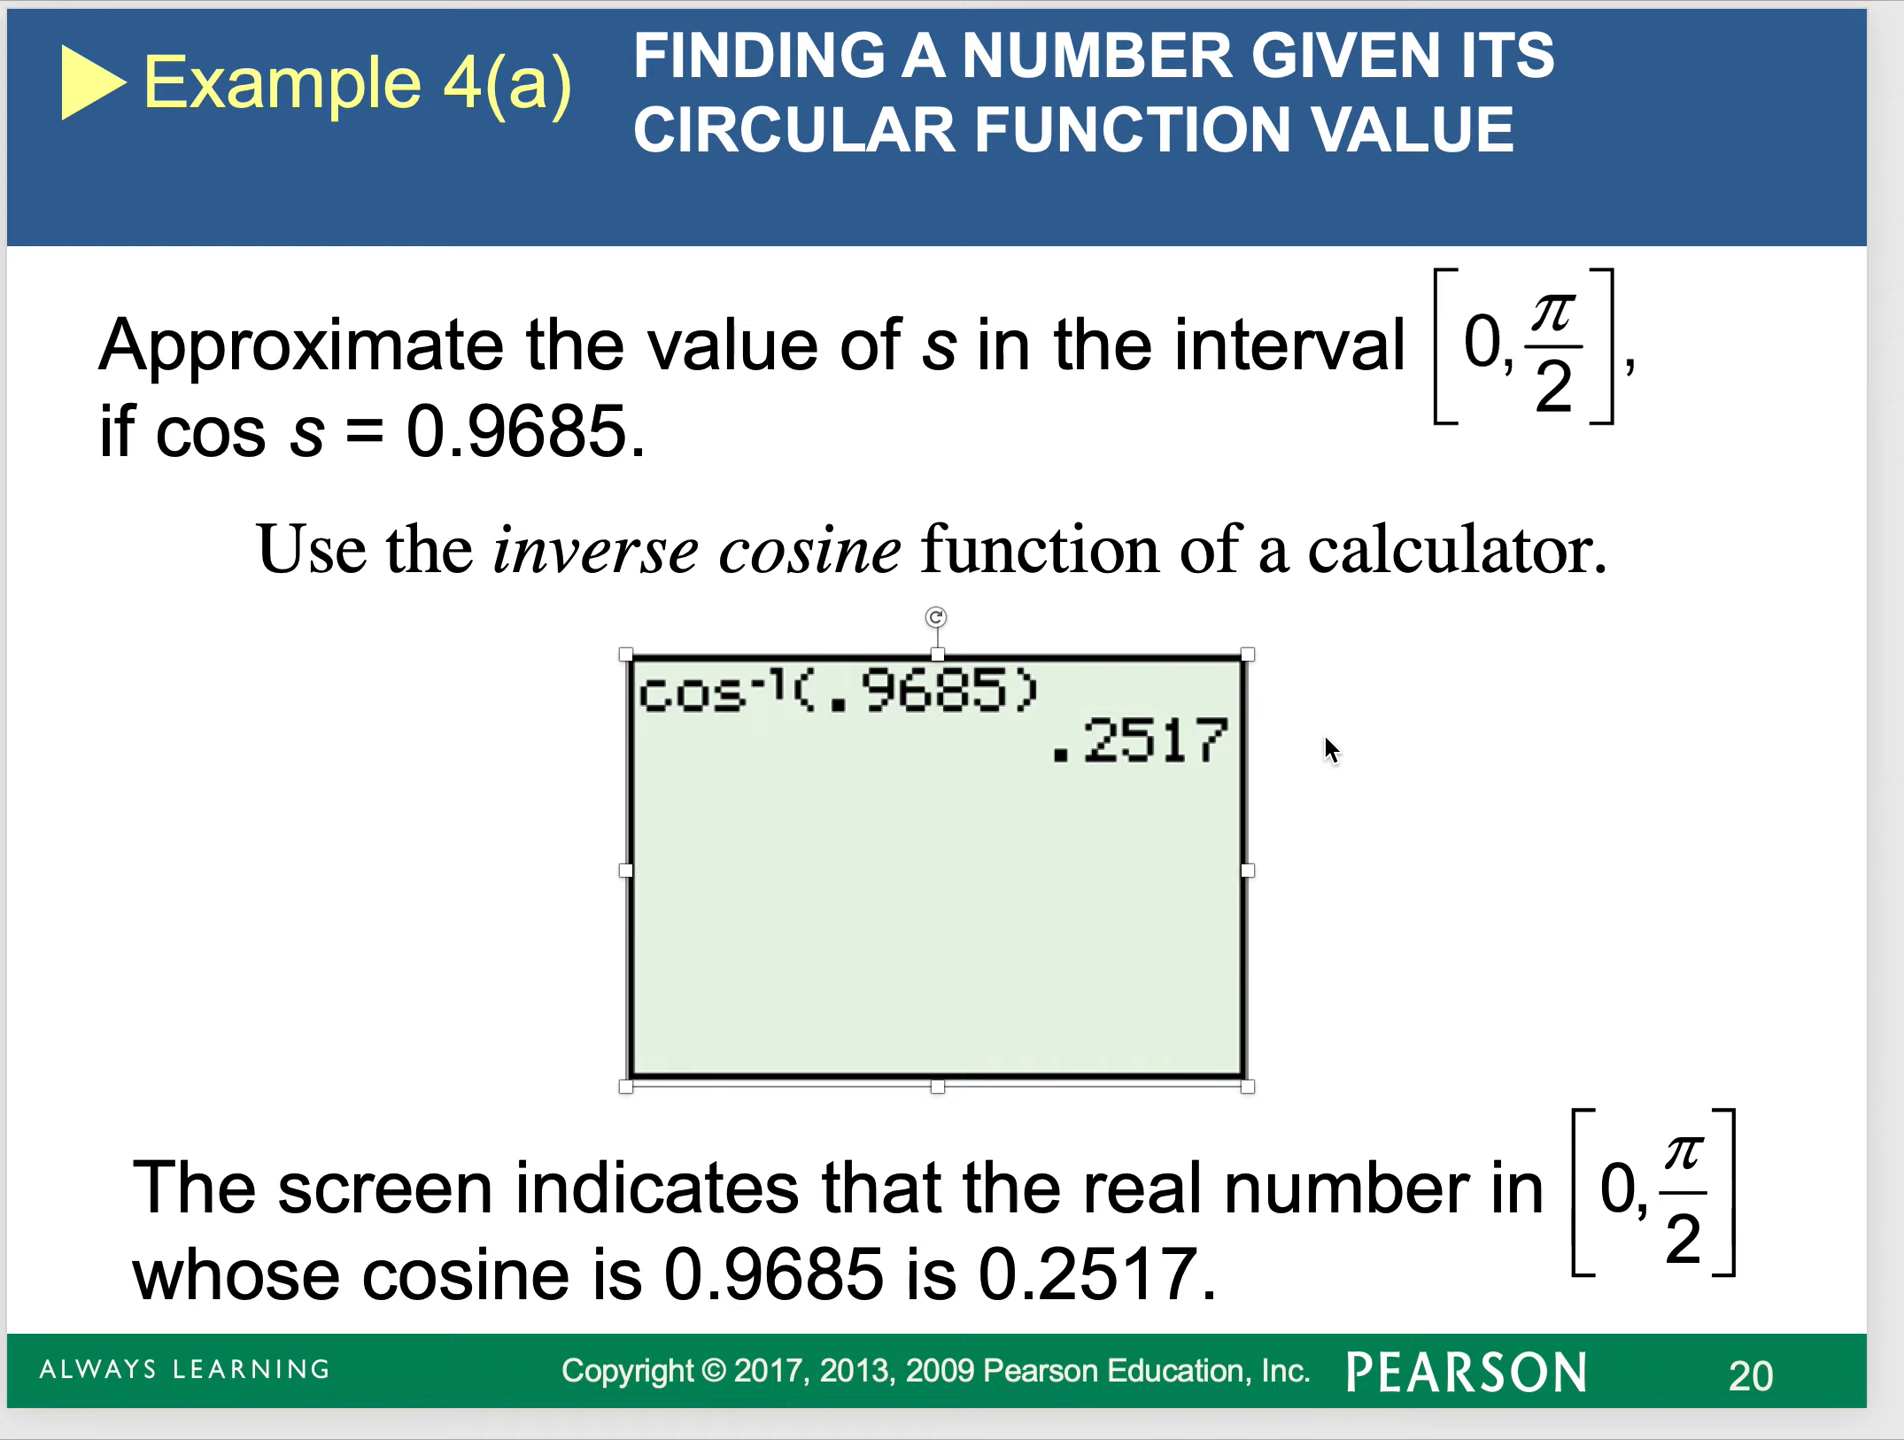 Example 4(a)
FINDING A NUMBER GIVEN ITS
CIRCULAR FUNCTION VALUE
Approximate the value of s in the interval [0, π/2],
if cos s = 0.9685.
Use the inverse cosine function of a calculator.
cos⁻¹(.9685)
.2517
The screen indicates that the real number in [0, π/2]
whose cosine is 0.9685 is 0.2517.
ALWAYS LEARNING
Copyright © 2017, 2013, 2009 Pearson Education, Inc.
PEARSON
20